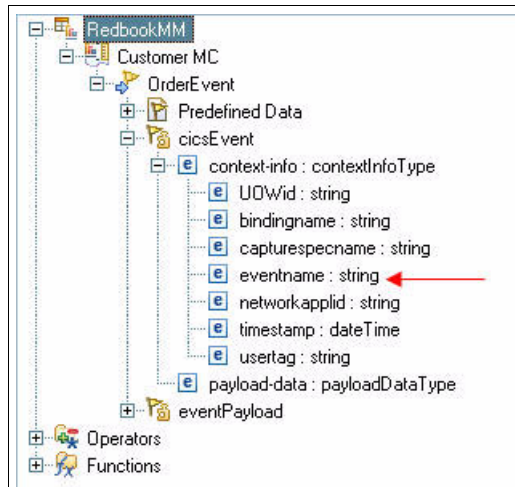 RedbookMM
Customer MC
OrderEvent
Predefined Data
cicsEvent
context-info : contextInfoType
UOWid : string
bindingname : string
capturespecname : string
eventname : string
networkapplid : string
timestamp : dateTime
usertag : string
payload-data : payloadDataType
eventPayload
Operators
Functions